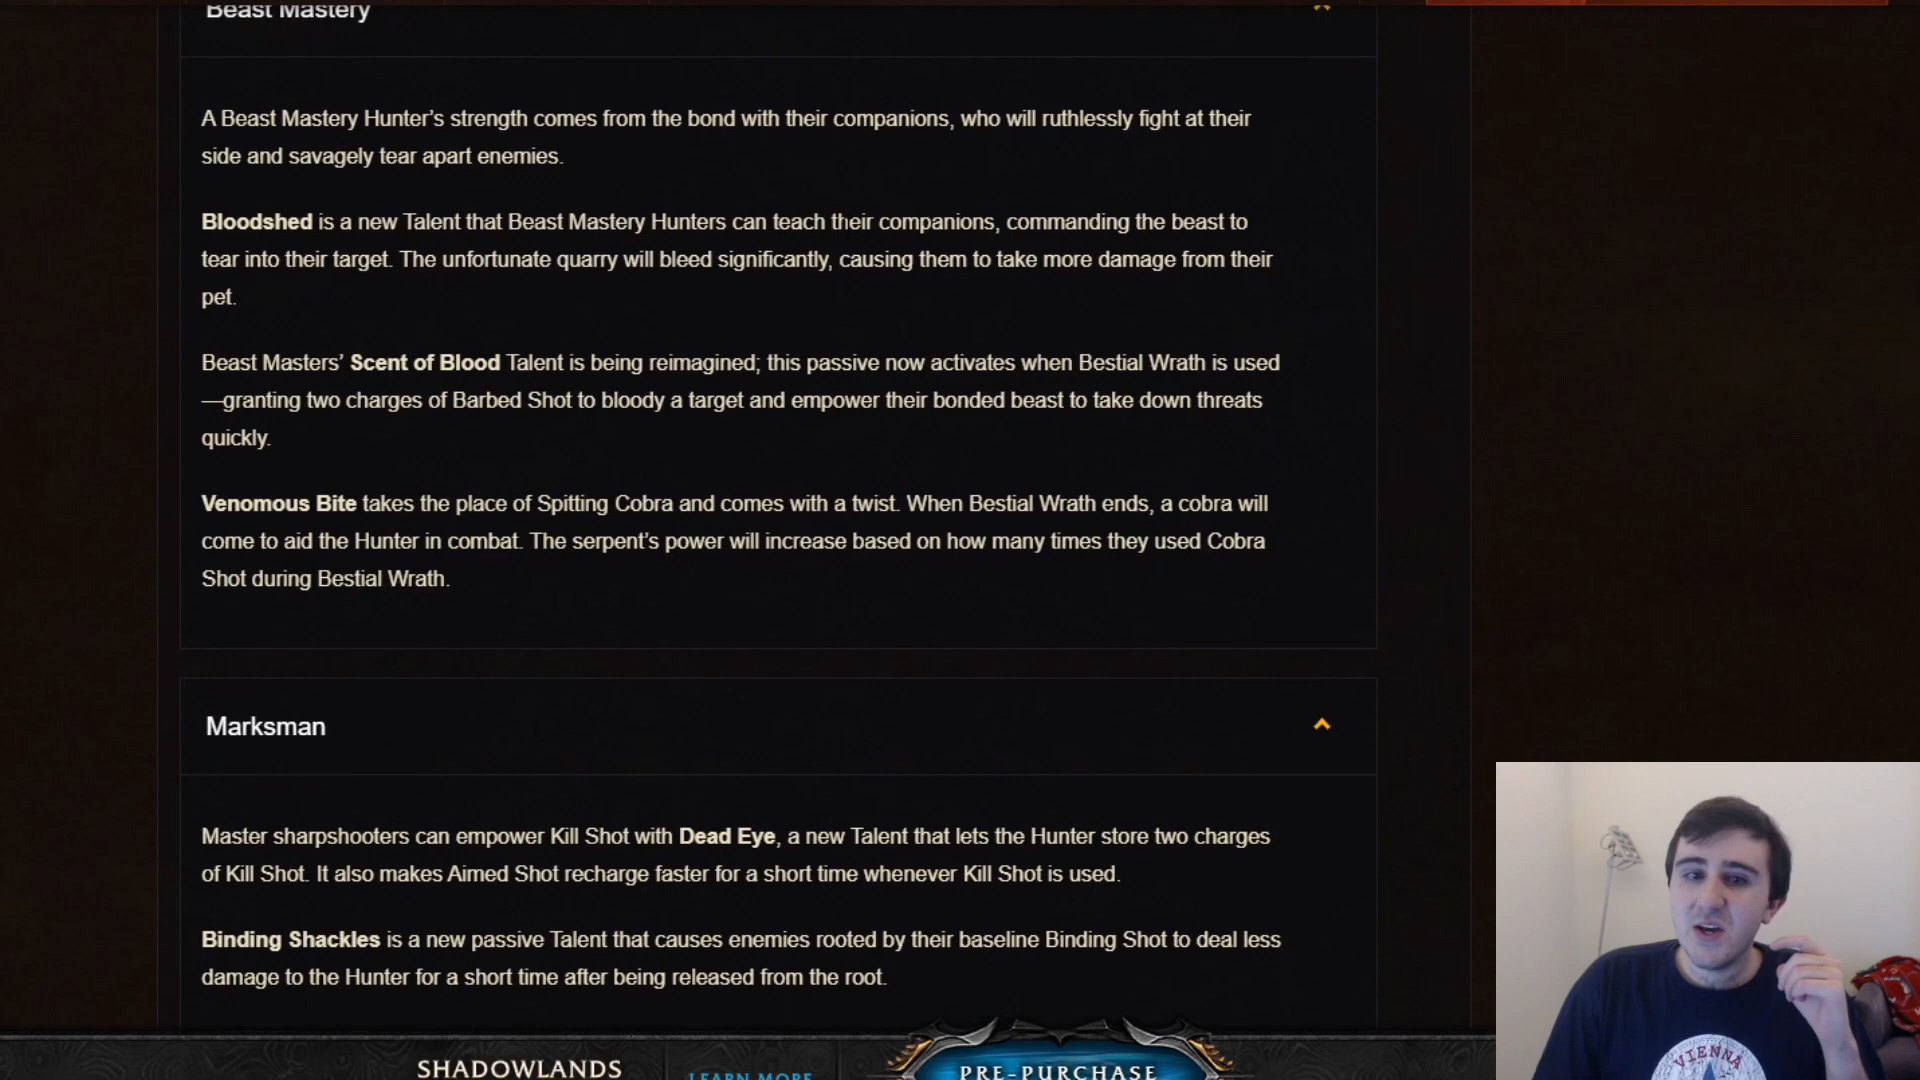 Beast Mastery
A Beast Mastery Hunter’s strength comes from the bond with their companions, who will ruthlessly fight at their
side and savagely tear apart enemies.
Bloodshed is a new Talent that Beast Mastery Hunters can teach their companions, commanding the beast to
tear into their target. The unfortunate quarry will bleed significantly, causing them to take more damage from their
pet.
Beast Masters’ Scent of Blood Talent is being reimagined; this passive now activates when Bestial Wrath is used
—granting two charges of Barbed Shot to bloody a target and empower their bonded beast to take down threats
quickly.
Venomous Bite takes the place of Spitting Cobra and comes with a twist. When Bestial Wrath ends, a cobra will
come to aid the Hunter in combat. The serpent’s power will increase based on how many times they used Cobra
Shot during Bestial Wrath.
Marksman
Master sharpshooters can empower Kill Shot with Dead Eye, a new Talent that lets the Hunter store two charges
of Kill Shot. It also makes Aimed Shot recharge faster for a short time whenever Kill Shot is used.
Binding Shackles is a new passive Talent that causes enemies rooted by their baseline Binding Shot to deal less
damage to the Hunter for a short time after being released from the root.
SHADOWLANDS
LEARN MORE
PRE-PURCHASE
VIENNA